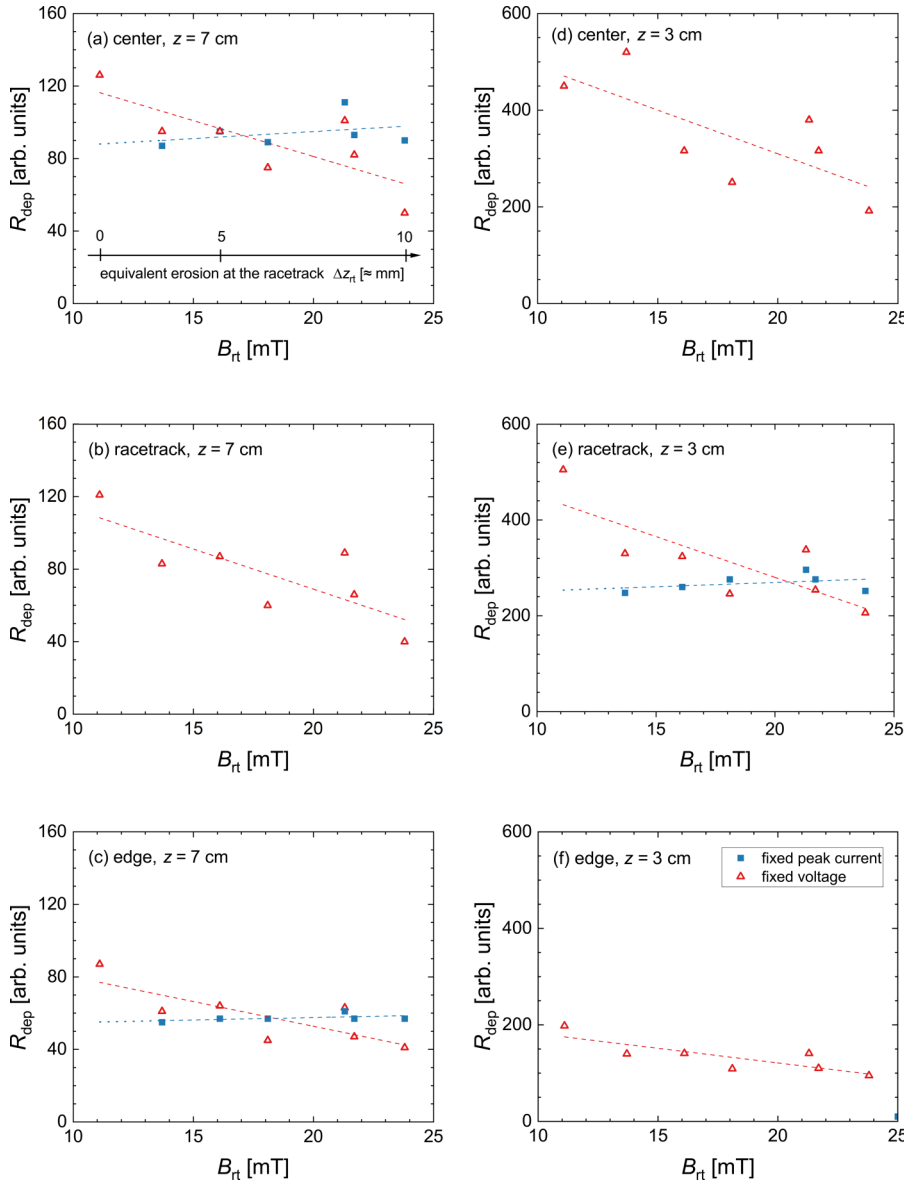 (a) center, z = 7 cm
R_dep [arb. units]
160
120
80
40
0
0 5 10
equivalent erosion at the racetrack Δz_rt [≈ mm]
10 15 20 25
B_rt [mT]
(d) center, z = 3 cm
R_dep [arb. units]
600
400
200
0
10 15 20 25
B_rt [mT]
(b) racetrack, z = 7 cm
R_dep [arb. units]
160
120
80
40
0
10 15 20 25
B_rt [mT]
(e) racetrack, z = 3 cm
R_dep [arb. units]
600
400
200
0
10 15 20 25
B_rt [mT]
(c) edge, z = 7 cm
R_dep [arb. units]
160
120
80
40
0
10 15 20 25
B_rt [mT]
(f) edge, z = 3 cm
fixed peak current
fixed voltage
R_dep [arb. units]
600
400
200
0
10 15 20 25
B_rt [mT]